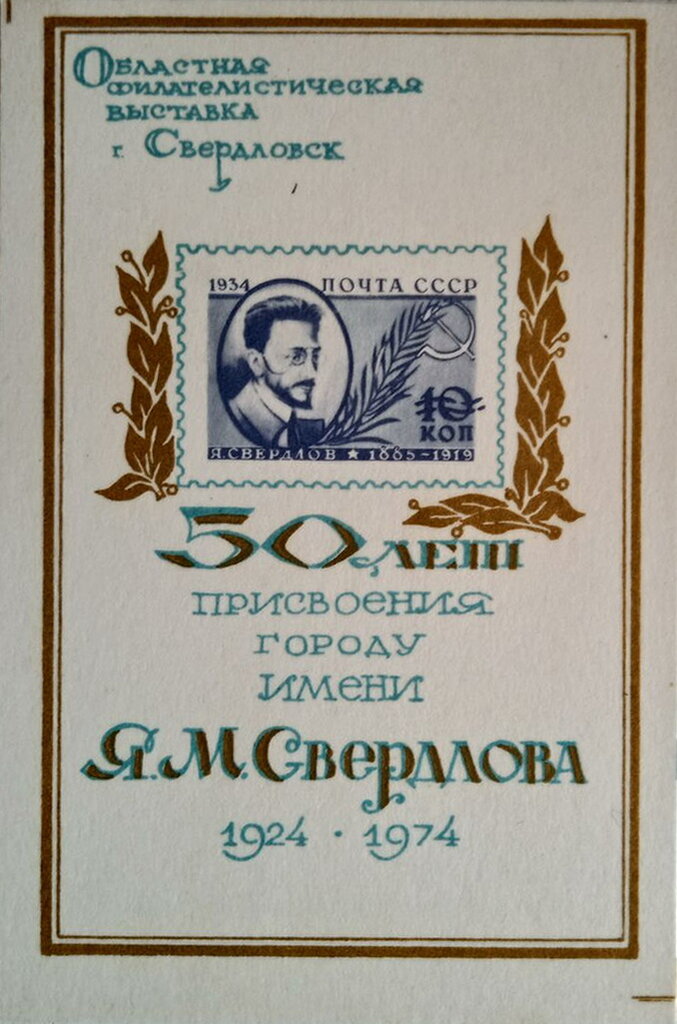 Областная
филателистическая
выставка
г. Свердловск
1934 ПОЧТА СССР
10
КОП
Я.СВЕРДЛОВ ★ 1885-1919
50 лет
присвоения
городу
имени
Я.М.Свердлова
1924 · 1974